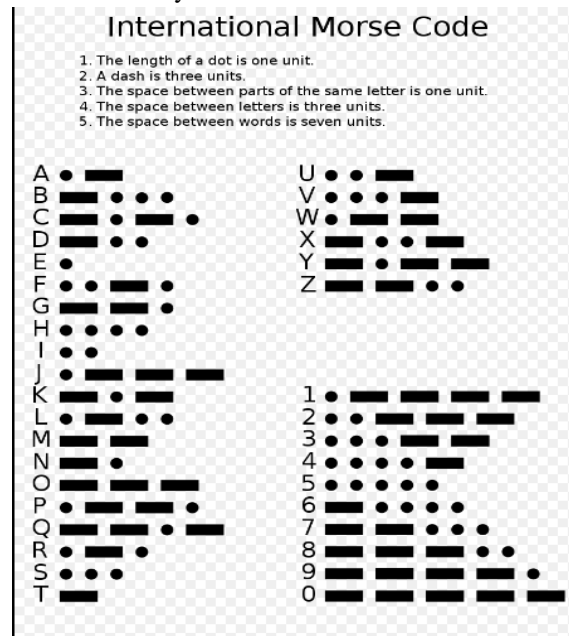 International Morse Code
1. The length of a dot is one unit.
2. A dash is three units.
3. The space between parts of the same letter is one unit.
4. The space between letters is three units.
5. The space between words is seven units.
A
B
C
D
E
F
G
H
I
J
K
L
M
N
O
P
Q
R
S
T
U
V
W
X
Y
Z
1
2
3
4
5
6
7
8
9
0